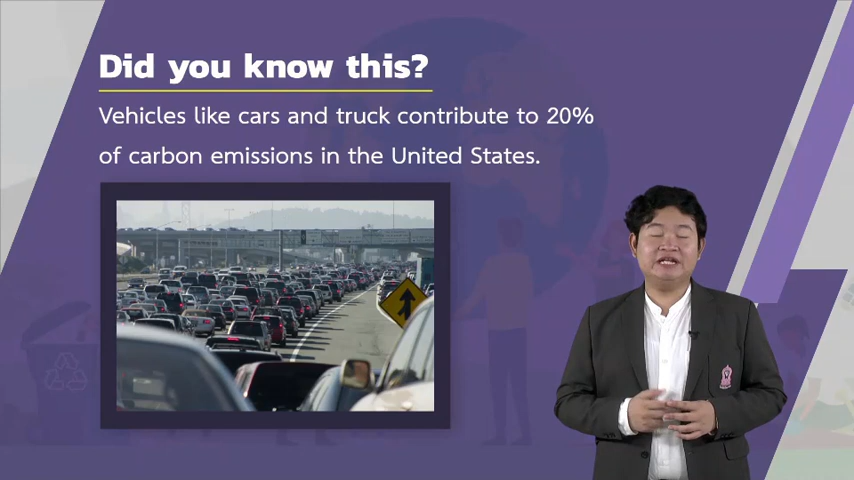 Did you know this?
Vehicles like cars and truck contribute to 20%
of carbon emissions in the United States.